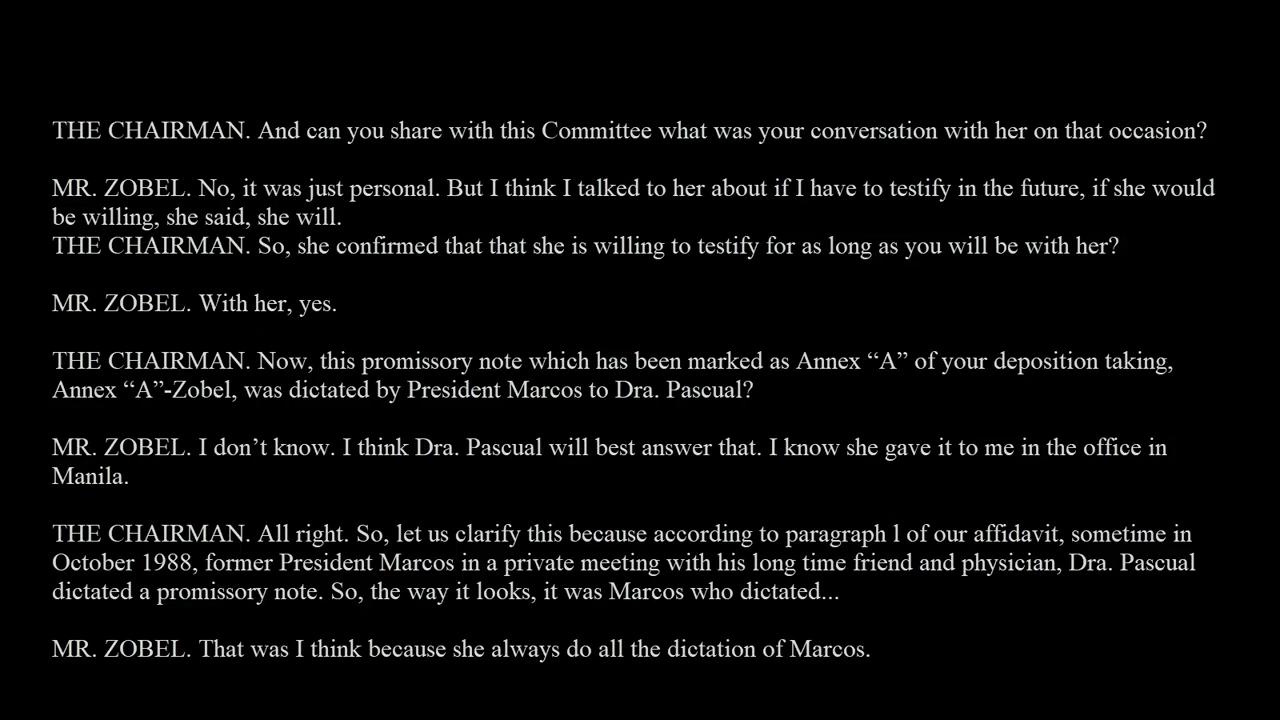 THE CHAIRMAN. And can you share with this Committee what was your conversation with her on that occasion?
MR. ZOBEL. No, it was just personal. But I think I talked to her about if I have to testify in the future, if she would
be willing, she said, she will.
THE CHAIRMAN. So, she confirmed that that she is willing to testify for as long as you will be with her?
MR. ZOBEL. With her, yes.
THE CHAIRMAN. Now, this promissory note which has been marked as Annex “A” of your deposition taking,
Annex “A”-Zobel, was dictated by President Marcos to Dra. Pascual?
MR. ZOBEL. I don’t know. I think Dra. Pascual will best answer that. I know she gave it to me in the office in
Manila.
THE CHAIRMAN. All right. So, let us clarify this because according to paragraph l of our affidavit, sometime in
October 1988, former President Marcos in a private meeting with his long time friend and physician, Dra. Pascual
dictated a promissory note. So, the way it looks, it was Marcos who dictated...
MR. ZOBEL. That was I think because she always do all the dictation of Marcos.